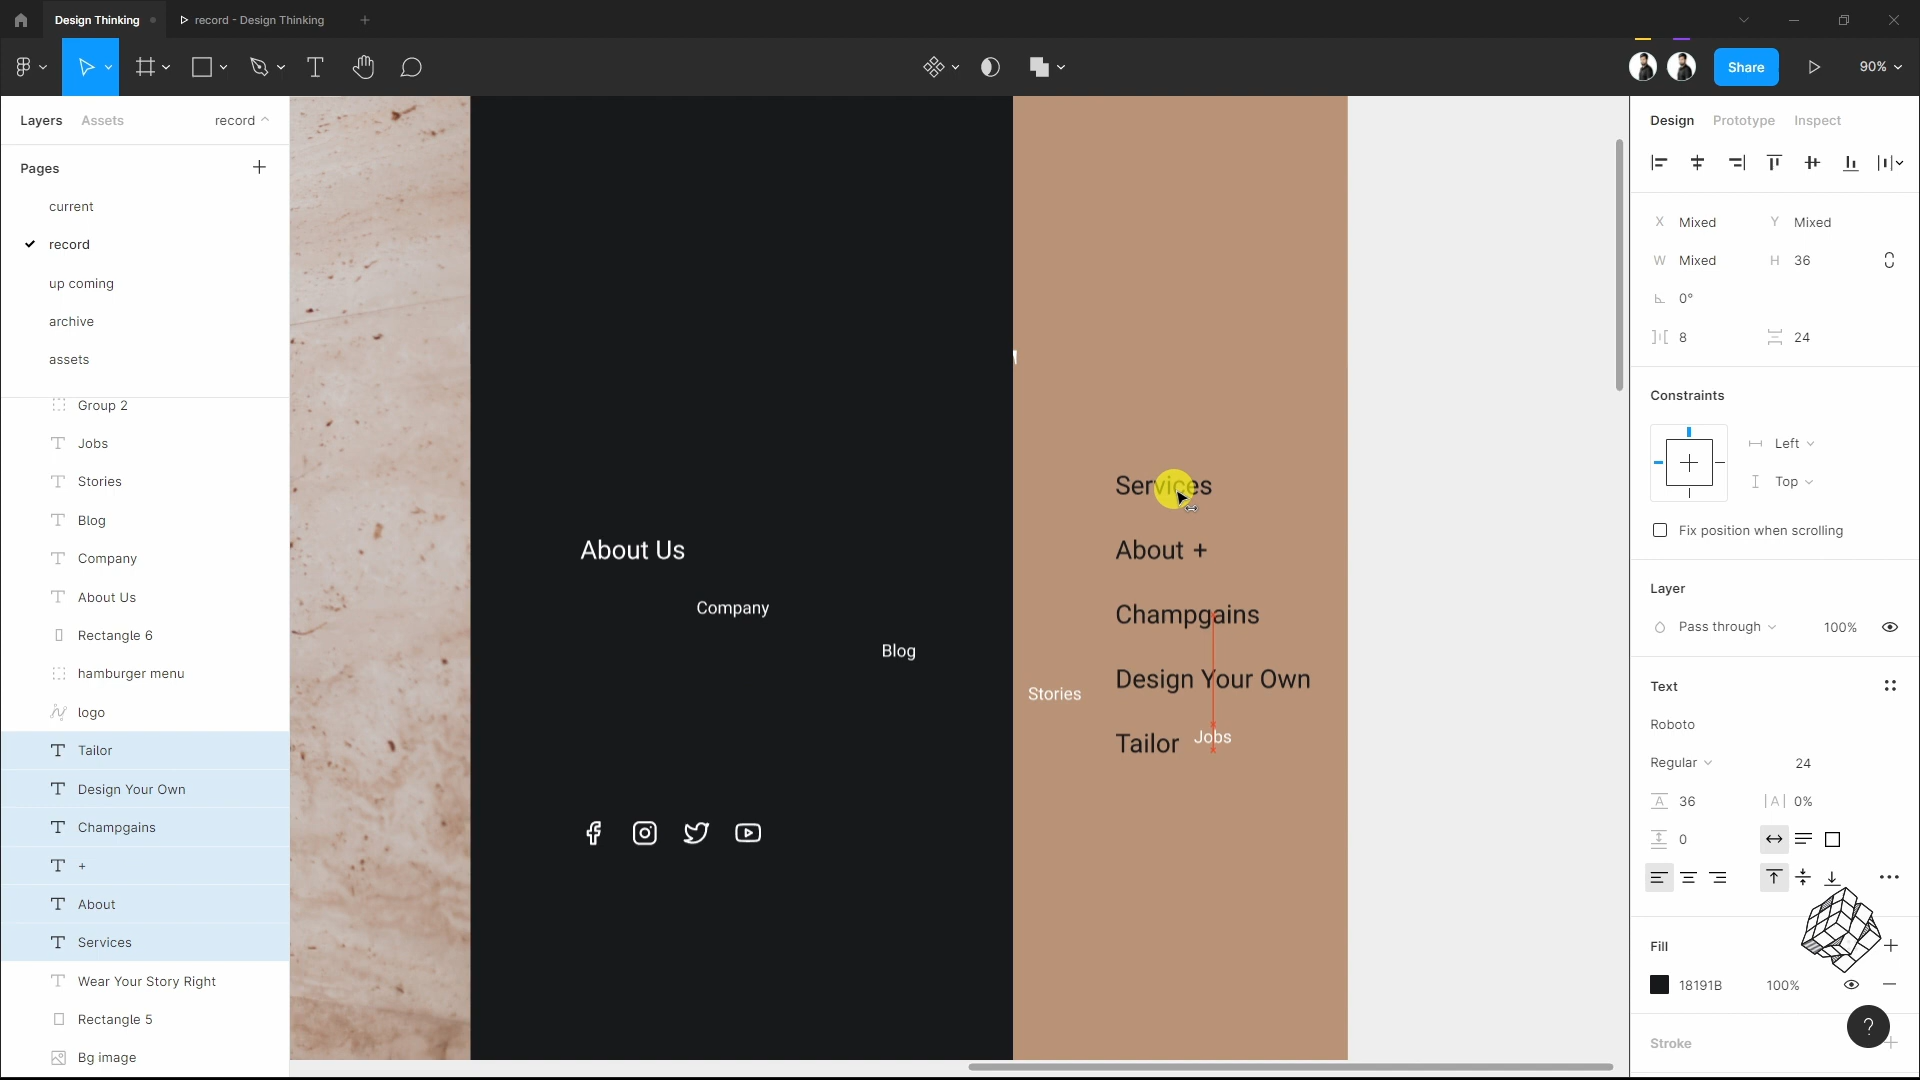 Design Thinking
record - Design Thinking
Share
90%
Layers
Assets
record
Design
Prototype
Inspect
Pages
current
record
up coming
archive
assets
X Mixed
Y Mixed
W Mixed
H 36
0°
8
24
Constraints
Left
Top
Fix position when scrolling
Group 2
Jobs
Stories
Blog
Company
About Us
Rectangle 6
hamburger menu
logo
Tailor
Design Your Own
Champgains
+
About
Services
Wear Your Story Right
Rectangle 5
Bg image
About Us
Company
Blog
Stories
Jobs
Services
About +
Champgains
Design Your Own
Tailor
Layer
Pass through
100%
Text
Roboto
Regular
24
36
0%
0
Fill
18191B
100%
?
Stroke